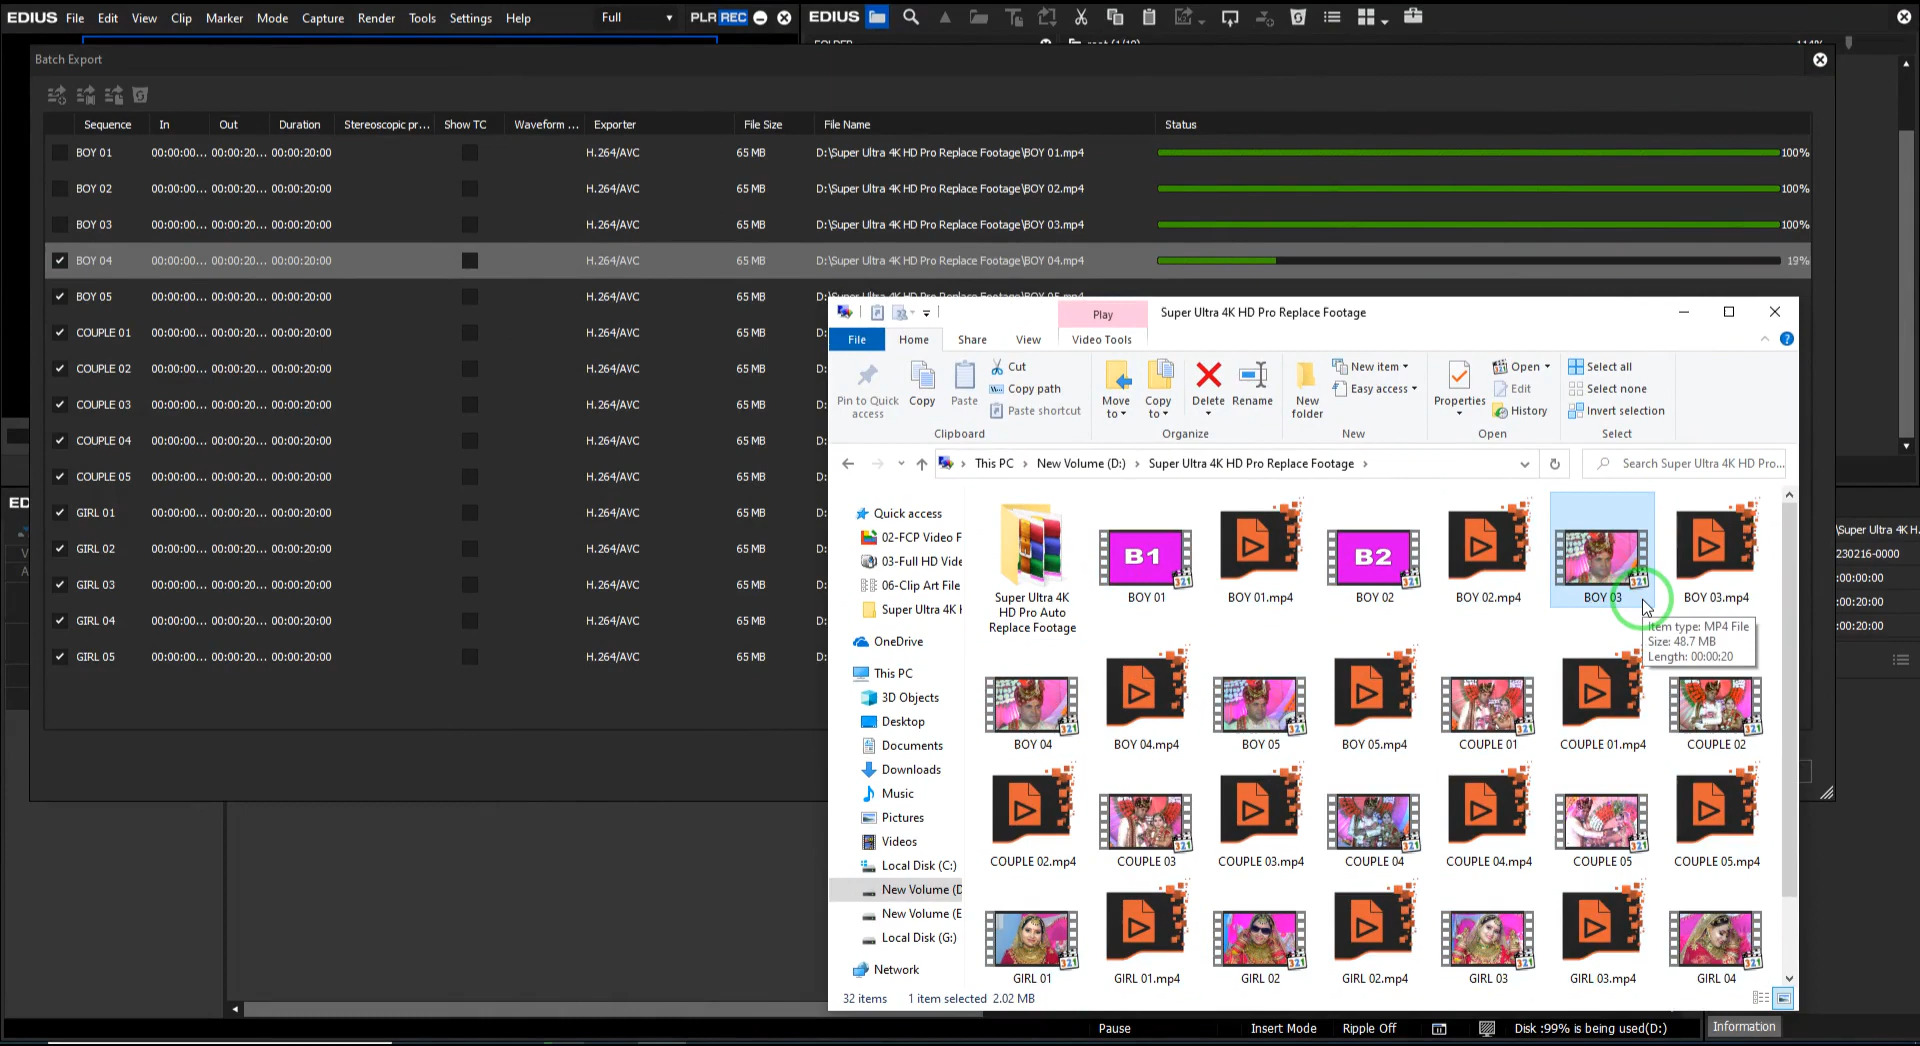 EDIUS File Edit View Clip Marker Mode Capture Render Tools Settings Help Full PLR REC
EDIUS
Batch Export
Sequence In Out Duration Stereoscopic pr... Show TC Waveform ... Exporter File Size File Name Status
BOY 01 00:00:00... 00:00:20... 00:00:20:00 H.264/AVC 65 MB D:\Super Ultra 4K HD Pro Replace Footage\BOY 01.mp4 100%
BOY 02 00:00:00... 00:00:20... 00:00:20:00 H.264/AVC 65 MB D:\Super Ultra 4K HD Pro Replace Footage\BOY 02.mp4 100%
BOY 03 00:00:00... 00:00:20... 00:00:20:00 H.264/AVC 65 MB D:\Super Ultra 4K HD Pro Replace Footage\BOY 03.mp4 100%
BOY 04 00:00:00... 00:00:20... 00:00:20:00 H.264/AVC 65 MB D:\Super Ultra 4K HD Pro Replace Footage\BOY 04.mp4 19%
BOY 05 00:00:00... 00:00:20... 00:00:20:00 H.264/AVC 65 MB D:\Super Ultra 4K HD Pro Replace Footage\BOY 05.mp4
COUPLE 01 00:00:00... 00:00:20... 00:00:20:00 H.264/AVC 65 MB D:
COUPLE 02 00:00:00... 00:00:20... 00:00:20:00 H.264/AVC 65 MB D:
COUPLE 03 00:00:00... 00:00:20... 00:00:20:00 H.264/AVC 65 MB D:
COUPLE 04 00:00:00... 00:00:20... 00:00:20:00 H.264/AVC 65 MB D:
COUPLE 05 00:00:00... 00:00:20... 00:00:20:00 H.264/AVC 65 MB D:
GIRL 01 00:00:00... 00:00:20... 00:00:20:00 H.264/AVC 65 MB D:
GIRL 02 00:00:00... 00:00:20... 00:00:20:00 H.264/AVC 65 MB D:
GIRL 03 00:00:00... 00:00:20... 00:00:20:00 H.264/AVC 65 MB D:
GIRL 04 00:00:00... 00:00:20... 00:00:20:00 H.264/AVC 65 MB D:
GIRL 05 00:00:00... 00:00:20... 00:00:20:00 H.264/AVC 65 MB D:
Play Super Ultra 4K HD Pro Replace Footage
File Home Share View Video Tools
Pin to Quick access Copy Paste Cut Copy path Paste shortcut
Move to Copy to Delete Rename
New folder New item Easy access
Properties Open Edit History
Select all Select none Invert selection
Clipboard Organize New Open Select
This PC New Volume (D:) Super Ultra 4K HD Pro Replace Footage Search Super Ultra 4K HD Pro...
Quick access
02-FCP Video F
03-Full HD Vide
06-Clip Art File
Super Ultra 4K
OneDrive
This PC
3D Objects
Desktop
Documents
Downloads
Music
Pictures
Videos
Local Disk (C:)
New Volume (D
New Volume (E
Local Disk (G:)
Network
B1 B2
Super Ultra 4K HD Pro Auto Replace Footage BOY 01 BOY 01.mp4 BOY 02 BOY 02.mp4 BOY 03 BOY 03.mp4
Item type: MP4 File
Size: 48.7 MB
Length: 00:00:20
BOY 04 BOY 04.mp4 BOY 05 BOY 05.mp4 COUPLE 01 COUPLE 01.mp4 COUPLE 02
COUPLE 02.mp4 COUPLE 03 COUPLE 03.mp4 COUPLE 04 COUPLE 04.mp4 COUPLE 05 COUPLE 05.mp4
GIRL 01 GIRL 01.mp4 GIRL 02 GIRL 02.mp4 GIRL 03 GIRL 03.mp4 GIRL 04
32 items 1 item selected 2.02 MB
\Super Ultra 4K H
230216-0000
:00:00:00
:00:20:00
:00:20:00
Pause Insert Mode Ripple Off Disk :99% is being used(D:) Information